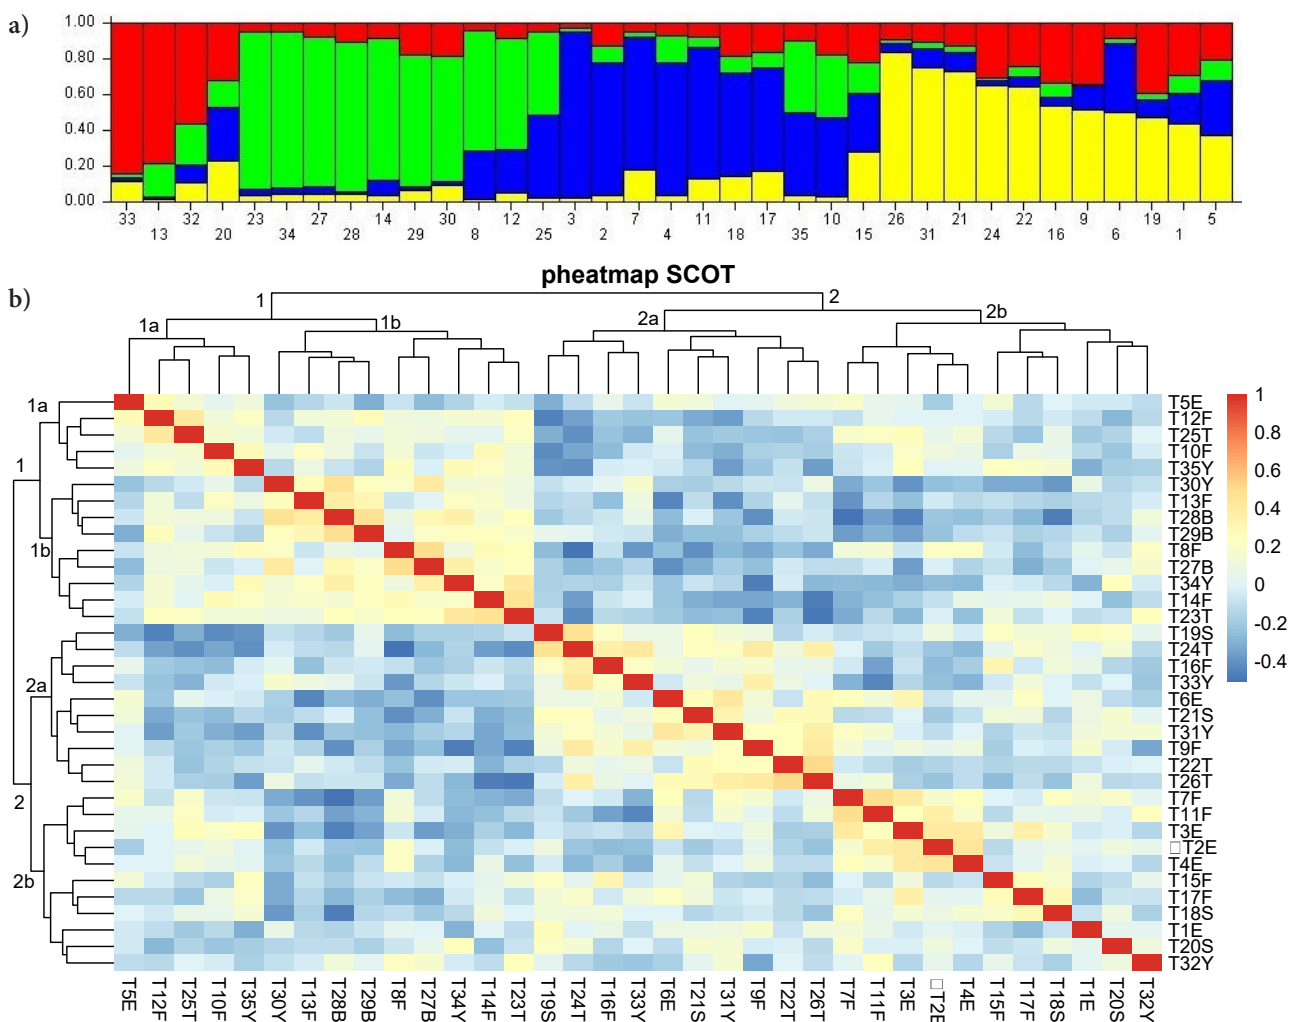 a)
1.00
0.80
0.60
0.40
0.20
0.00
33 32 23 27 14 30 12 3 7 11 17 10 26 21 22 9 19 5
13 20 34 28 29 8 25 2 4 18 35 15 31 24 16 6 1
b)
pheatmap SCOT
1 2
1a 1b 2a 2b
1a
1
1b
2a
2
2b
T5E
T12F
T25T
T10F
T35Y
T30Y
T13F
T28B
T29B
T8F
T27B
T34Y
T14F
T23T
T19S
T24T
T16F
T33Y
T6E
T21S
T31Y
T9F
T22T
T26T
T7F
T11F
T3E
□T2E
T4E
T15F
T17F
T18S
T1E
T20S
T32Y
1
0.8
0.6
0.4
0.2
0
-0.2
-0.4
T5E T12F T25T T10F T35Y T30Y T13F T28B T29B T8F T27B T34Y T14F T23T T19S T24T T16F T33Y T6E T21S T31Y T9F T22T T26T T7F T11F T3E □T2E T4E T15F T17F T18S T1E T20S T32Y